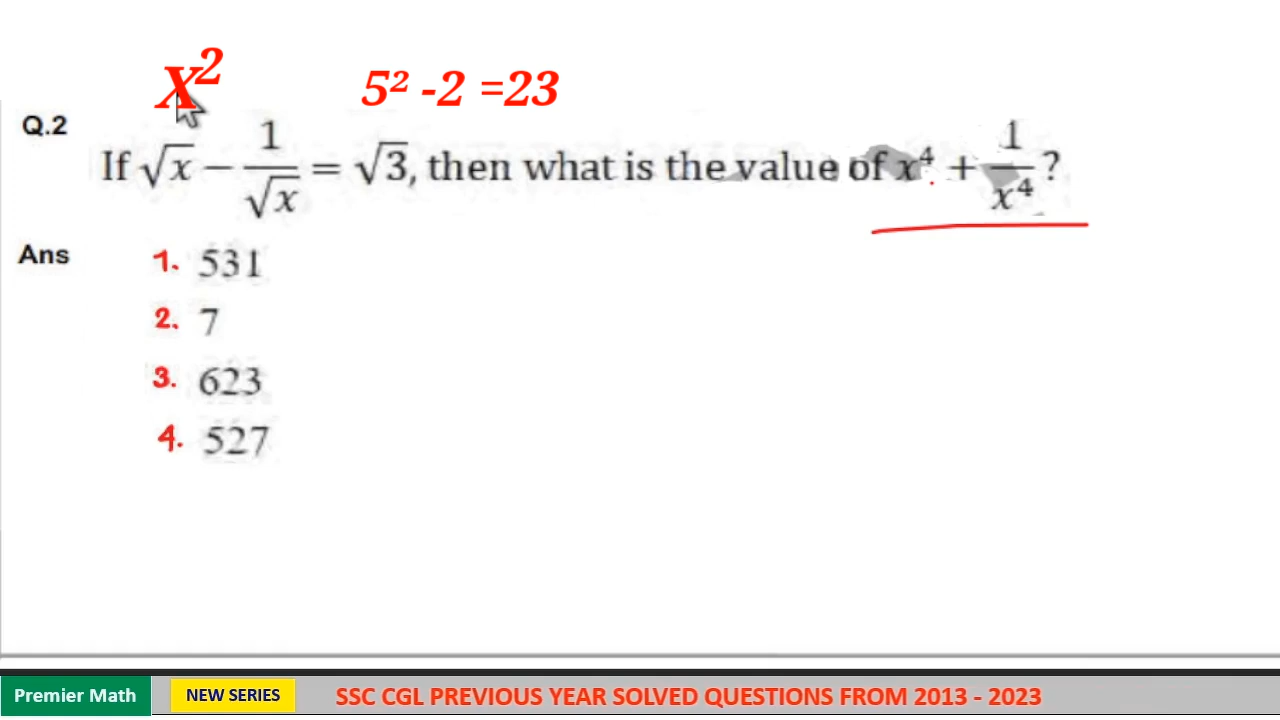 x² 5² -2 =23
Q.2
If √x − 1/√x = √3, then what is the value of x⁴ + 1/x⁴?
Ans
1. 531
2. 7
3. 623
4. 527
Premier Math NEW SERIES SSC CGL PREVIOUS YEAR SOLVED QUESTIONS FROM 2013 - 2023